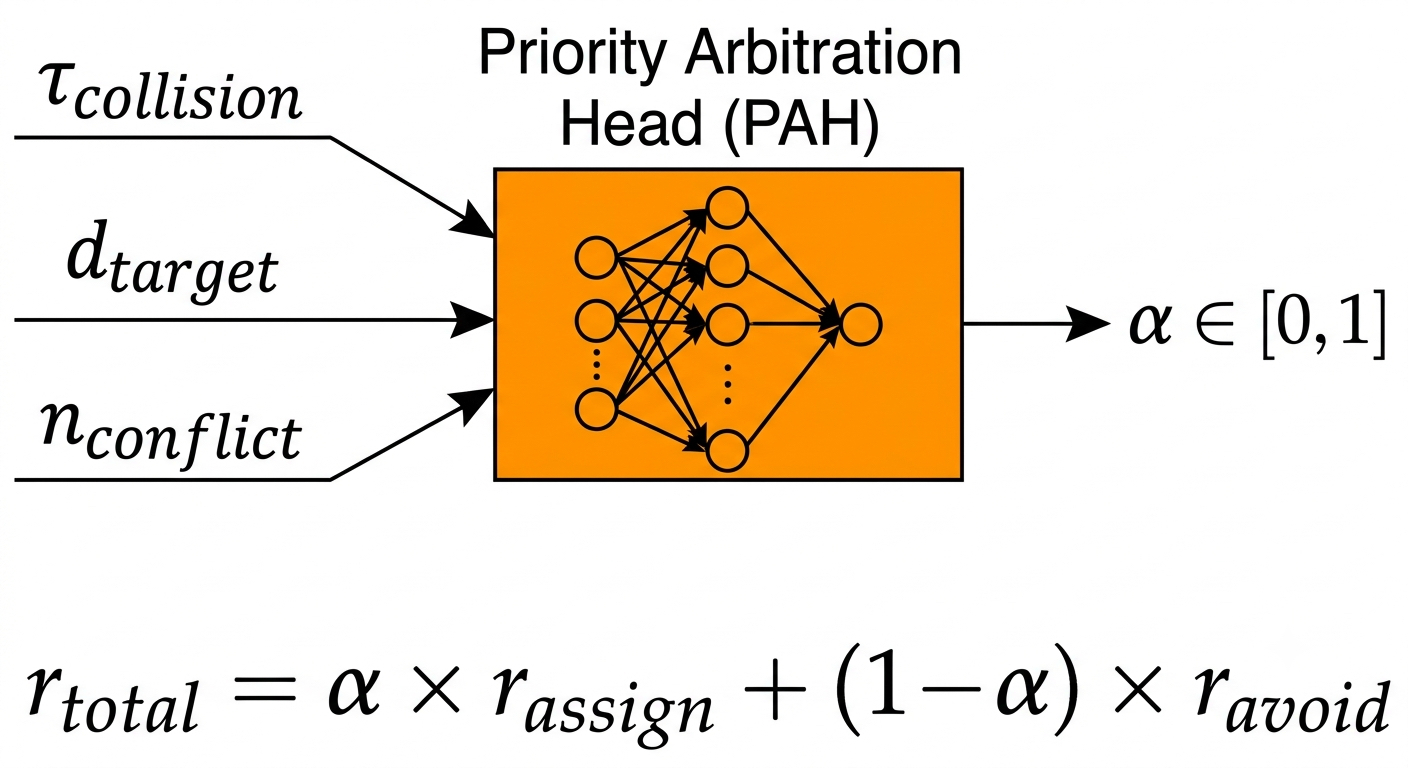 Priority Arbitration
Head (PAH)
τ_collision
d_target
n_conflict
α ∈ [0, 1]
r_total = α × r_assign + (1−α) × r_avoid